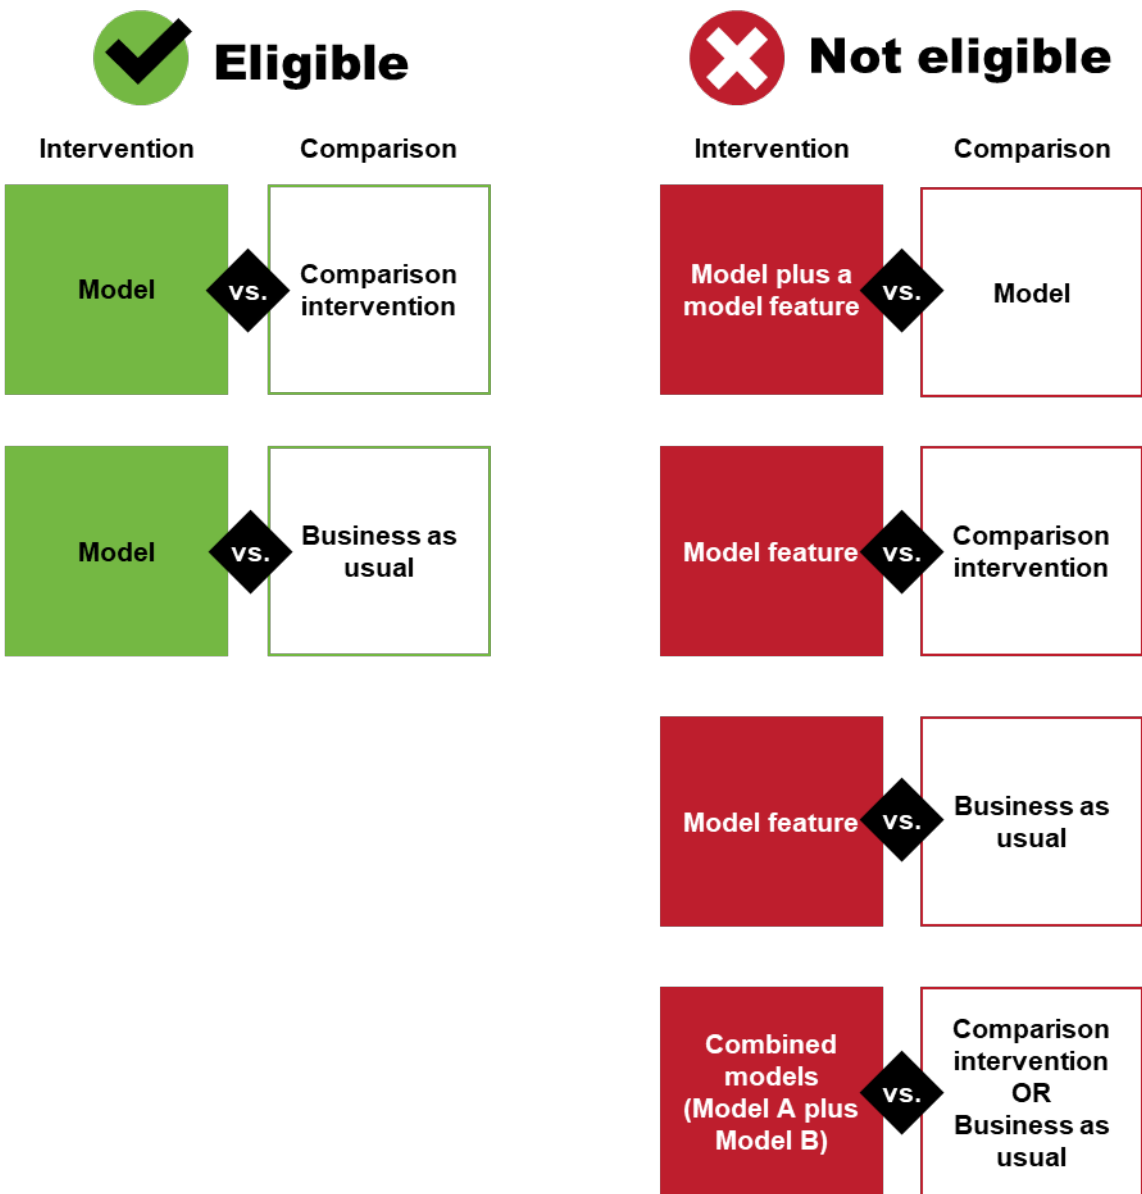 Eligible
Intervention
Comparison
Model
vs.
Comparison
intervention
Model
vs.
Business as
usual
Not eligible
Intervention
Comparison
Model plus a
model feature
vs.
Model
Model feature
vs.
Comparison
intervention
Model feature
vs.
Business as
usual
Combined
models
(Model A plus
Model B)
vs.
Comparison
intervention
OR
Business as
usual